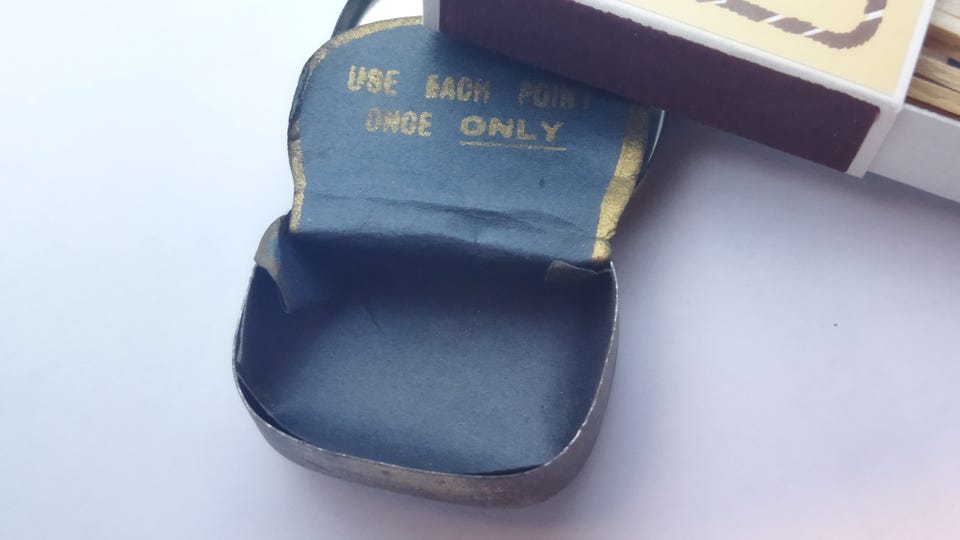 USE EACH POINT
ONCE ONLY